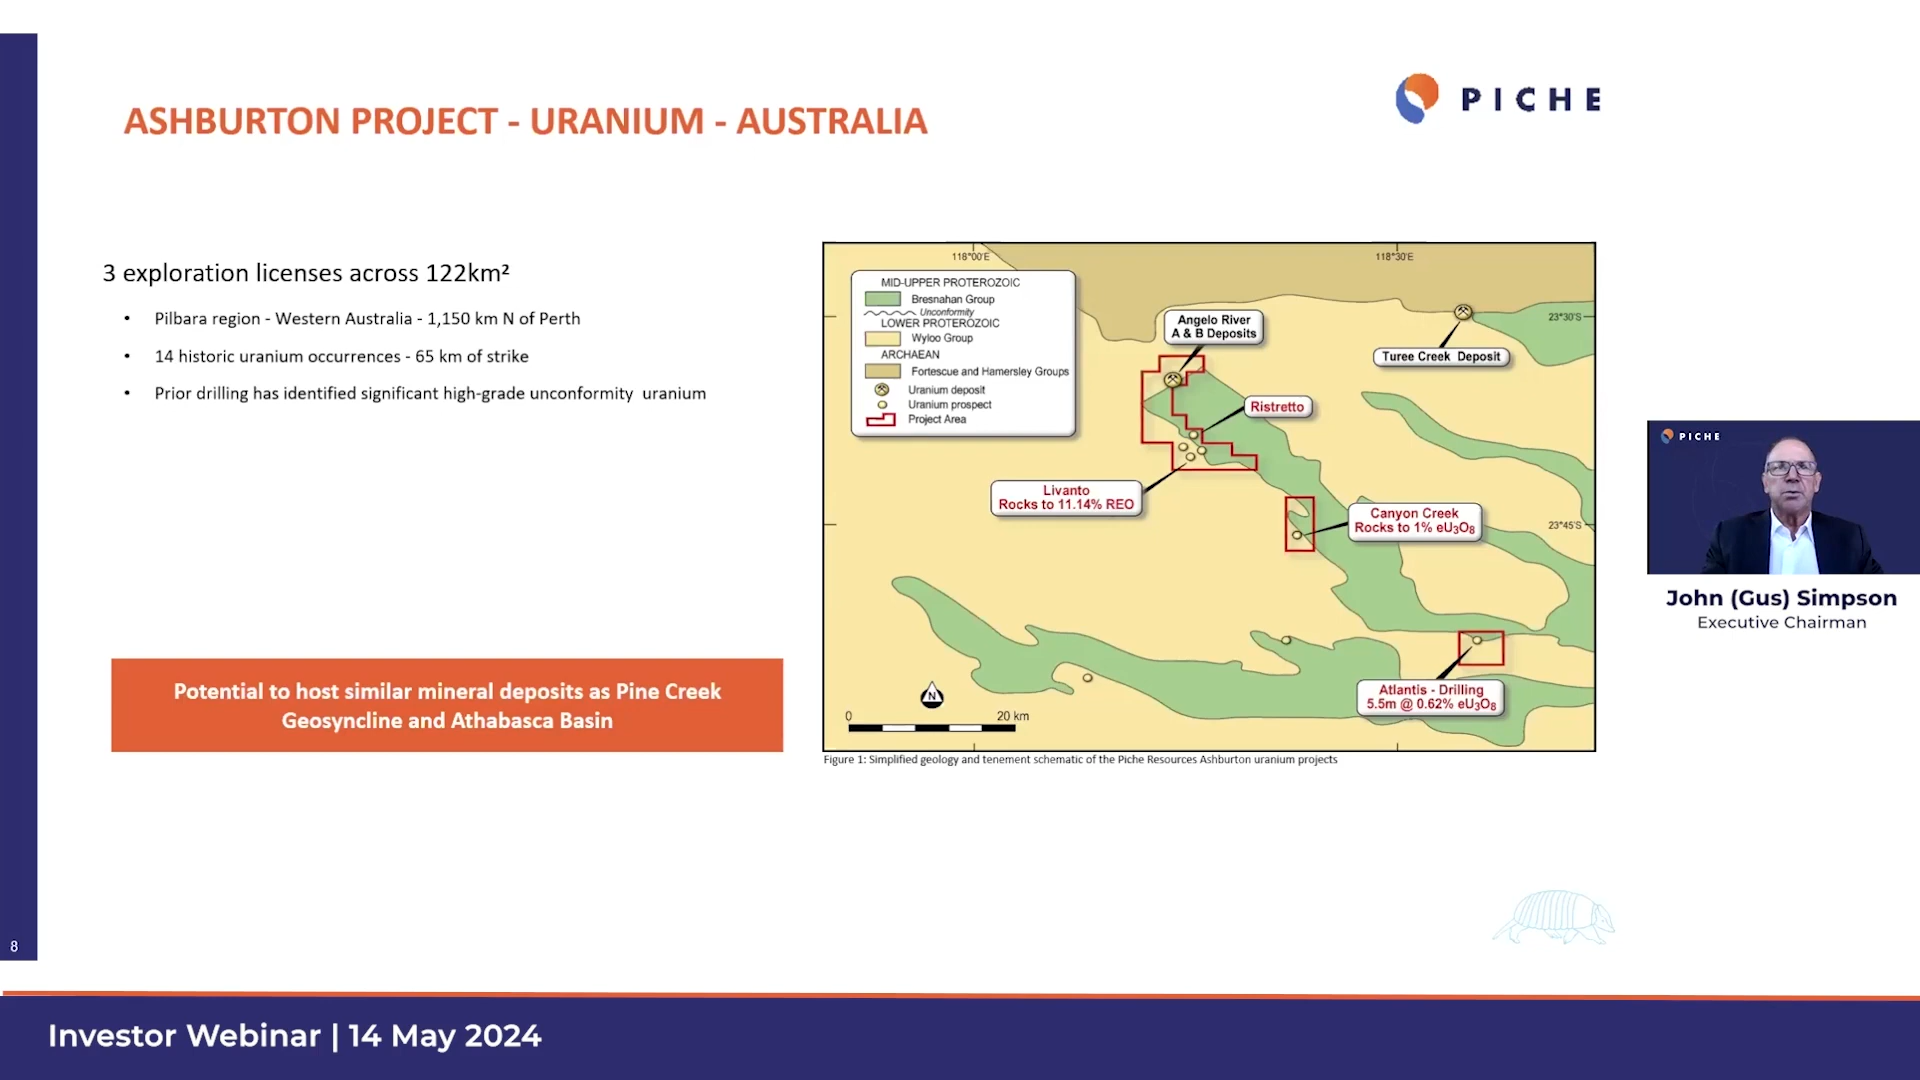 ASHBURTON PROJECT - URANIUM - AUSTRALIA
PICHE
3 exploration licenses across 122km²
• Pilbara region - Western Australia - 1,150 km N of Perth
• 14 historic uranium occurrences - 65 km of strike
• Prior drilling has identified significant high-grade unconformity uranium
Potential to host similar mineral deposits as Pine Creek
Geosyncline and Athabasca Basin
118°00'E
118°30'E
MID-UPPER PROTEROZOIC
Bresnahan Group
Unconformity
LOWER PROTEROZOIC
Wyloo Group
ARCHAEAN
Fortescue and Hamersley Groups
Uranium deposit
Uranium prospect
Project Area
Angelo River
A & B Deposits
23°30'S
Turee Creek Deposit
Ristretto
Livanto
Rocks to 11.14% REO
Canyon Creek
Rocks to 1% eU₃O₈
23°45'S
Atlantis - Drilling
5.5m @ 0.62% eU₃O₈
N
0
20 km
Figure 1: Simplified geology and tenement schematic of the Piche Resources Ashburton uranium projects
PICHE
John (Gus) Simpson
Executive Chairman
8
Investor Webinar | 14 May 2024